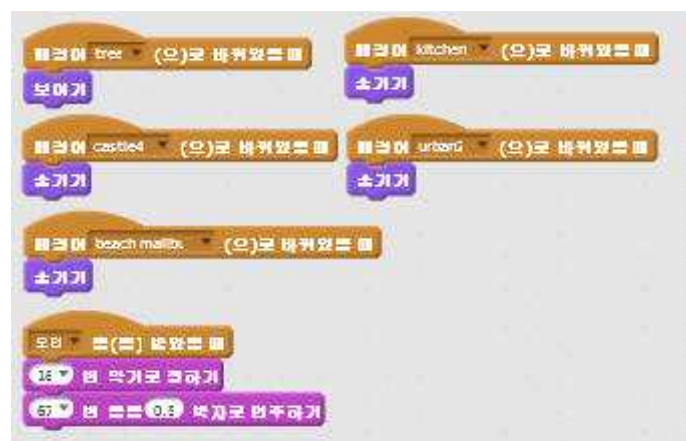 배경이 tree (으)로 바뀌었을 때
보이기
배경이 kitchen (으)로 바뀌었을 때
숨기기
배경이 castle4 (으)로 바뀌었을 때
숨기기
배경이 urban2 (으)로 바뀌었을 때
숨기기
배경이 beach malibu (으)로 바뀌었을 때
숨기기
을(를) 받았을 때
번 악기로 정하기
67 번 음을 박자로 연주하기